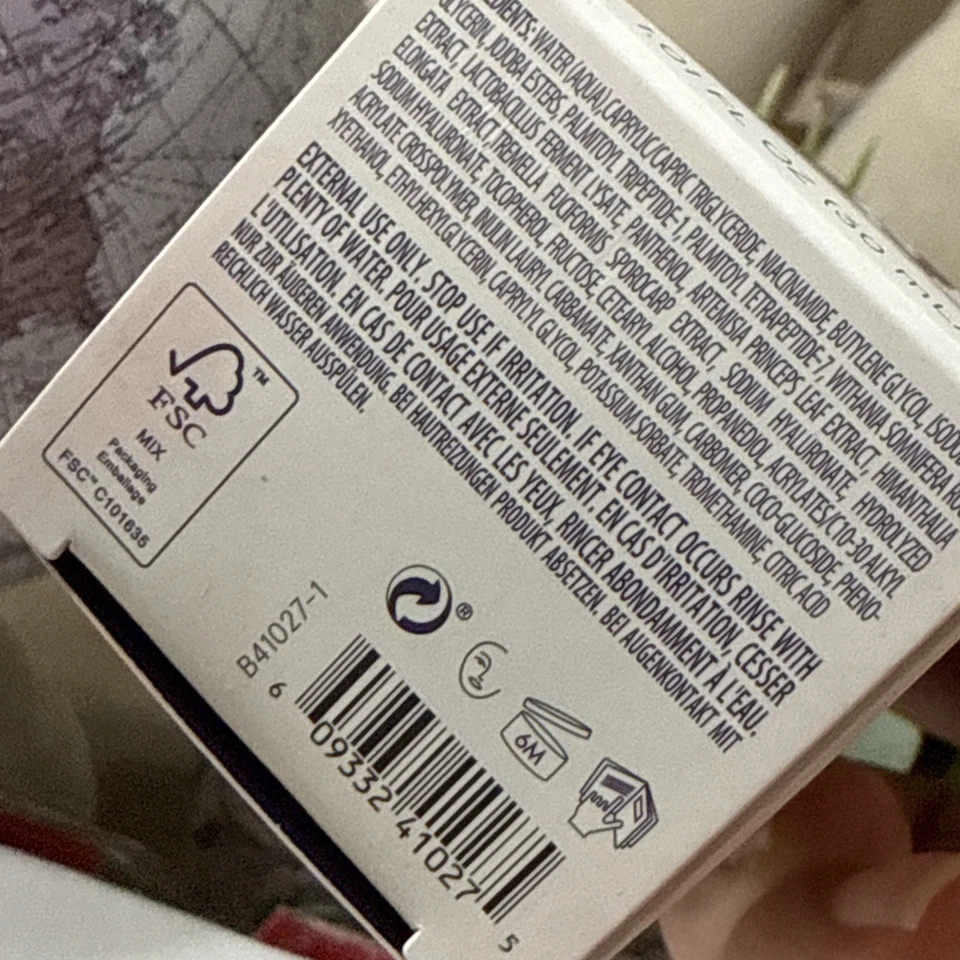 1.01 FL OZ (30 mL
EDIENTS: WATER (AQUA), CAPRYLIC/CAPRIC TRIGLYCERIDE, NIACINAMIDE, BUTYLENE GLYCOL,
GLYCERIN, JOJOBA ESTERS, PALMITOYL TRIPEPTIDE-1, PALMITOYL TETRAPEPTIDE-7, WITHANIA SOMNIFERA
EXTRACT, LACTOBACILLUS FERMENT LYSATE, PANTHENOL, ARTEMISIA PRINCEPS LEAF EXTRACT, HIMANTHALIA
ELONGATA EXTRACT, TREMELLA FUCIFORMIS SPOROCARP EXTRACT, SODIUM HYALURONATE, HYDROLYZED
SODIUM HYALURONATE, TOCOPHEROL, FRUCTOSE, CETEARYL ALCOHOL, PROPANEDIOL, ACRYLATES/C10-30 ALKYL
ACRYLATE CROSSPOLYMER, INULIN LAURYL CARBAMATE, XANTHAN GUM, CARBOMER, COCO-GLUCOSIDE, PHENO-
XYETHANOL, ETHYLHEXYLGLYCERIN, CAPRYLYL GLYCOL, POTASSIUM SORBATE, TROMETHAMINE, CITRIC ACID
EXTERNAL USE ONLY. STOP USE IF IRRITATION. IF EYE CONTACT OCCURS RINSE WITH
PLENTY OF WATER. POUR USAGE EXTERNE SEULEMENT. EN CAS D'IRRITATION, CESSER
L'UTILISATION. EN CAS DE CONTACT AVEC LES YEUX, RINCER ABONDAMMENT À L'EAU.
NUR ZUR ÄUßEREN ANWENDUNG. BEI HAUTREIZUNGEN PRODUKT ABSETZEN. BEI AUGENKONTAKT MIT
REICHLICH WASSER AUSSPÜLEN.
™
FSC
MIX
Packaging
Emballage
FSC™ C101635
B41027-1
®
6M
6 09332 41027 5